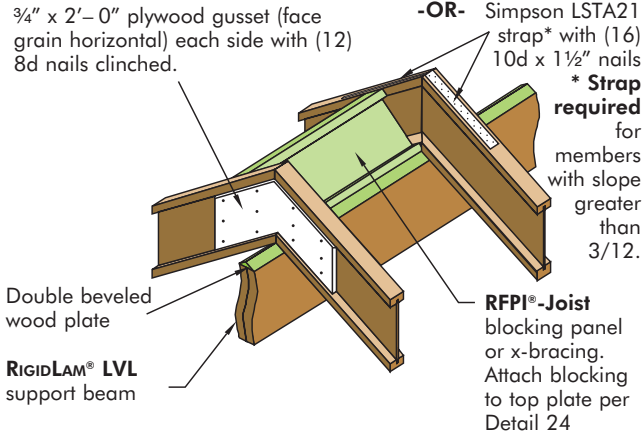 ¾” x 2’– 0” plywood gusset (face
grain horizontal) each side with (12)
8d nails clinched.
-OR- Simpson LSTA21
strap* with (16)
10d x 1½” nails
* Strap
required
for
members
with slope
greater
than
3/12.
Double beveled
wood plate
RIGIDLAM® LVL
support beam
RFPI®-Joist
blocking panel
or x-bracing.
Attach blocking
to top plate per
Detail 24